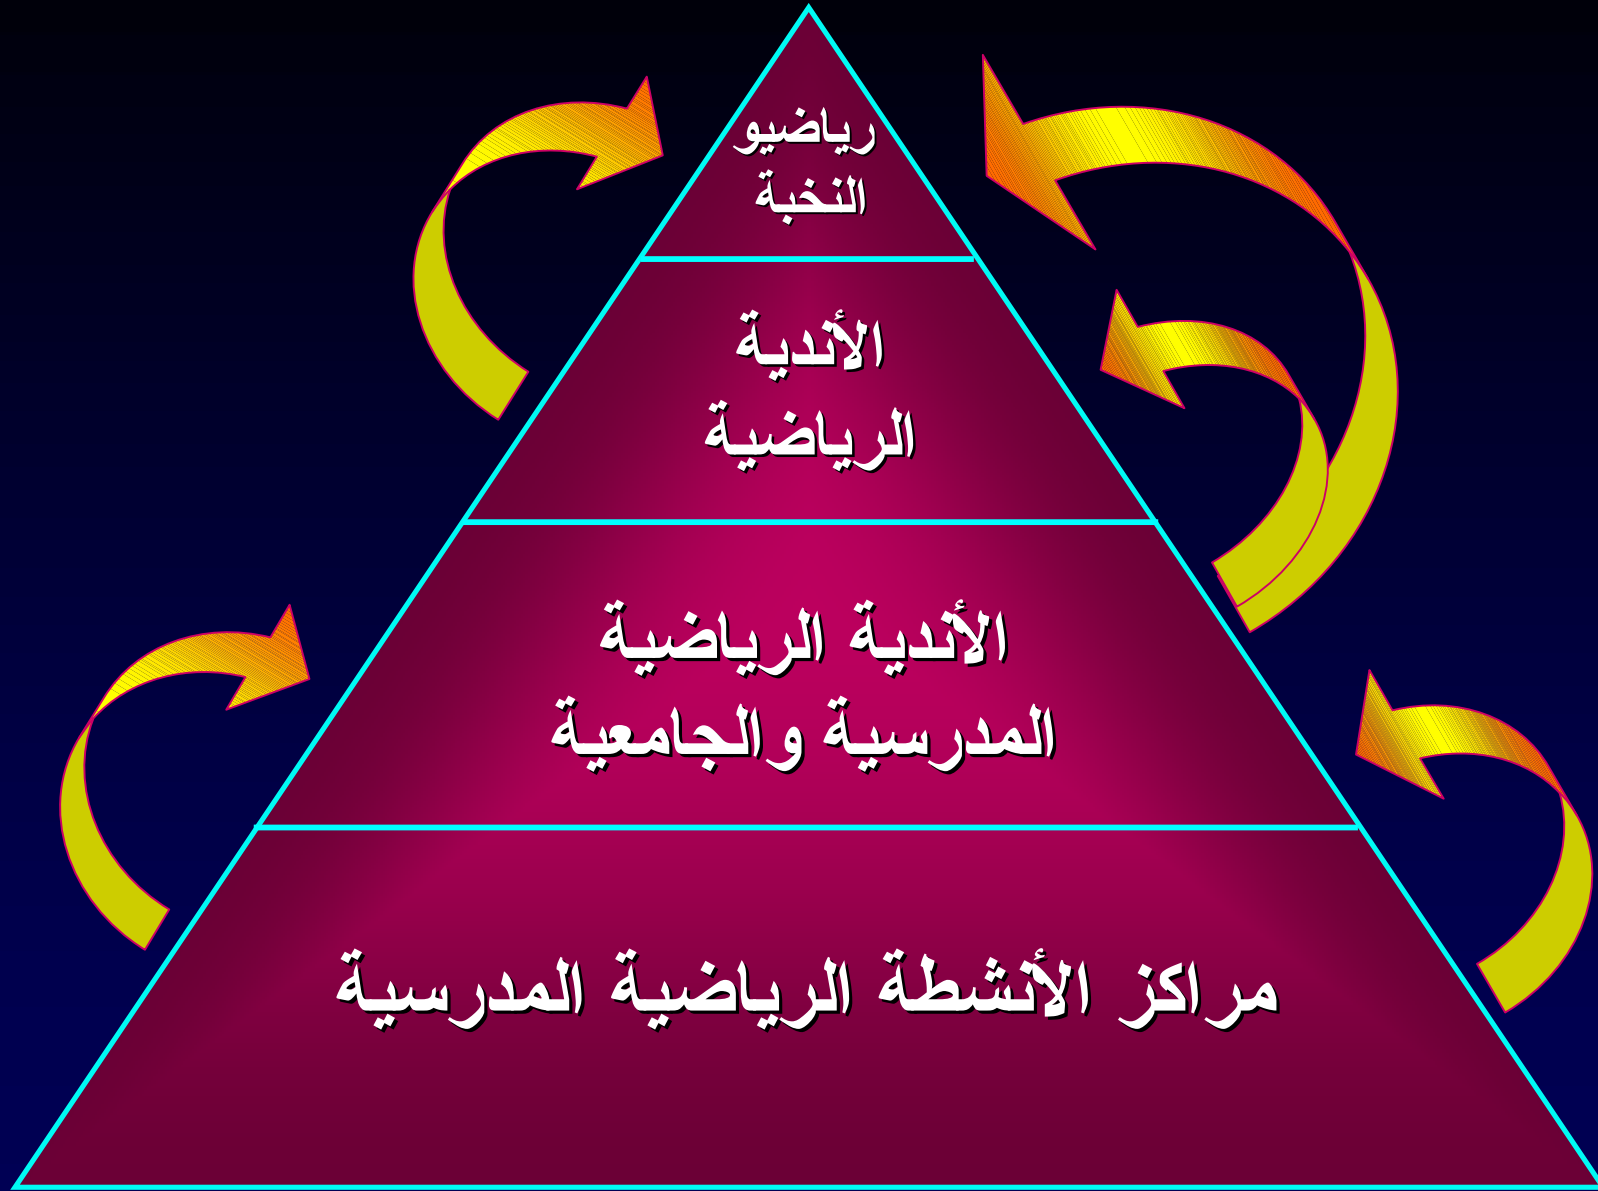 رياضيو
النخبة
الأندية
الرياضية
الأندية الرياضية
المدرسية والجامعية
مراكز الأنشطة الرياضية المدرسية